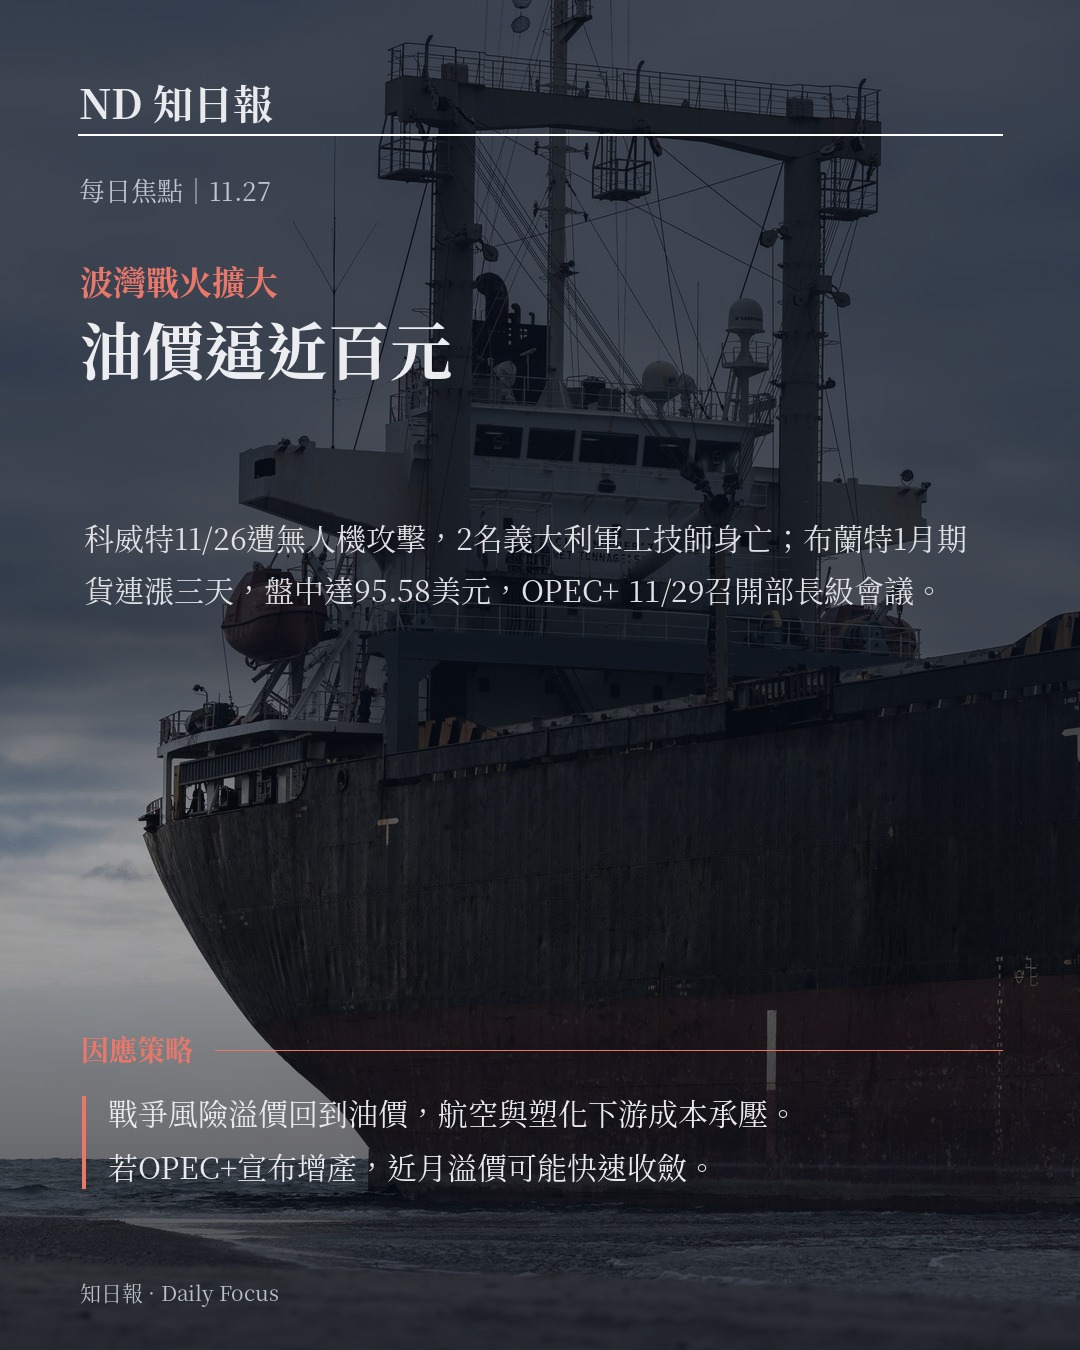 ND 知日報
每日焦點｜11.27
波灣戰火擴大
油價逼近百元
科威特11/26遭無人機攻擊，2名義大利軍工技師身亡；布蘭特1月期
貨連漲三天，盤中達95.58美元，OPEC+ 11/29召開部長級會議。
因應策略
戰爭風險溢價回到油價，航空與塑化下游成本承壓。
若OPEC+宣布增產，近月溢價可能快速收斂。
知日報 · Daily Focus